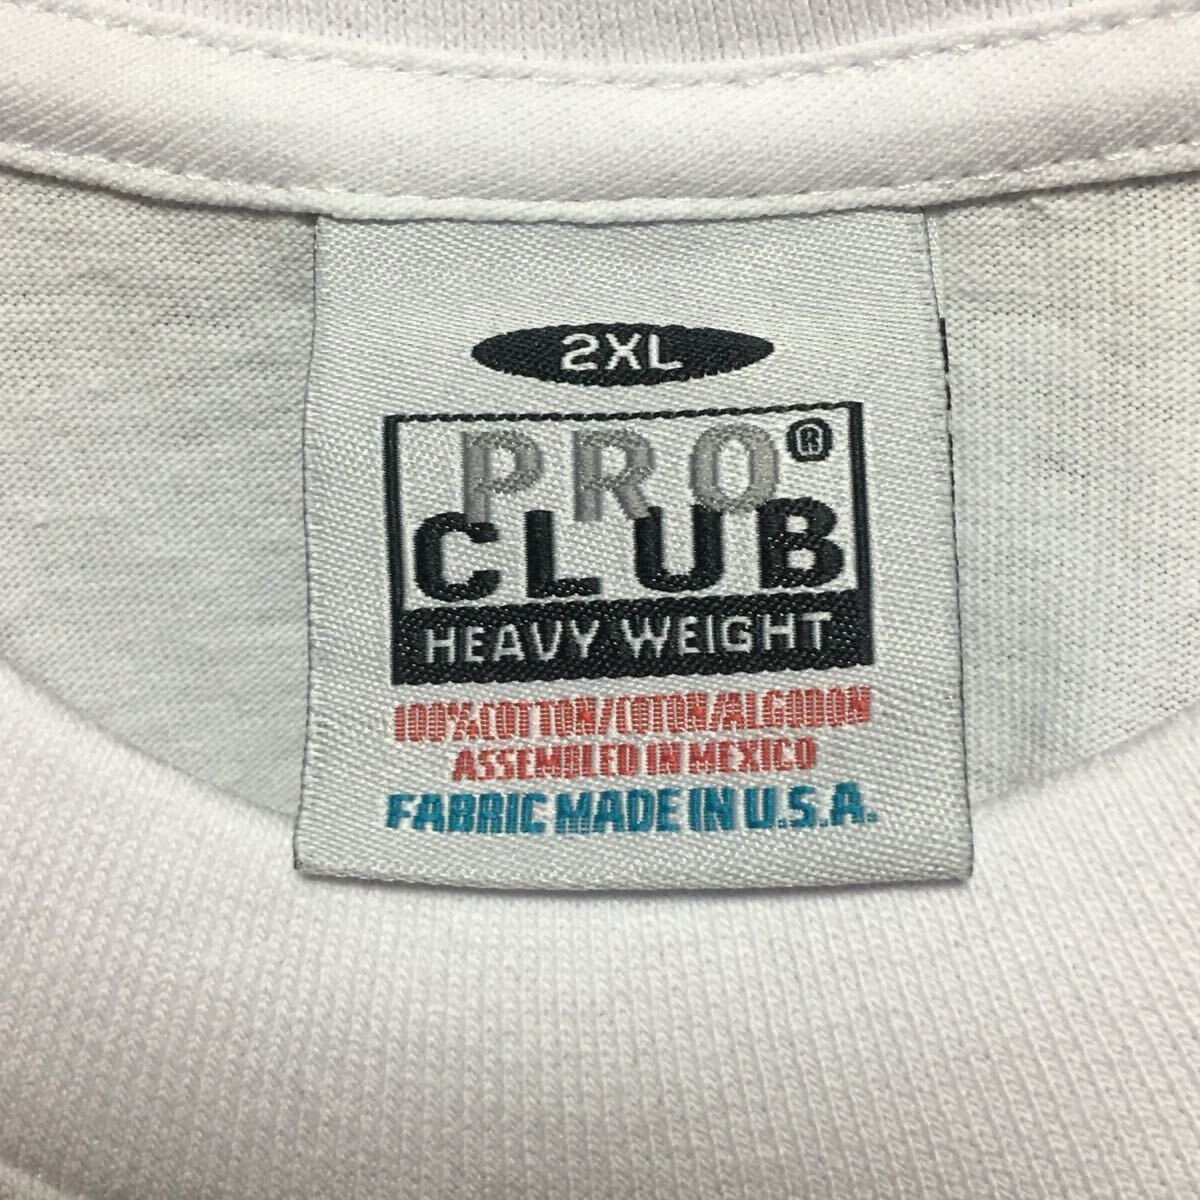 2XL
PRO®
CLUB
HEAVY WEIGHT
100%COTTON/COTON/ALGODON
ASSEMBLED IN MEXICO
FABRIC MADE IN U.S.A.